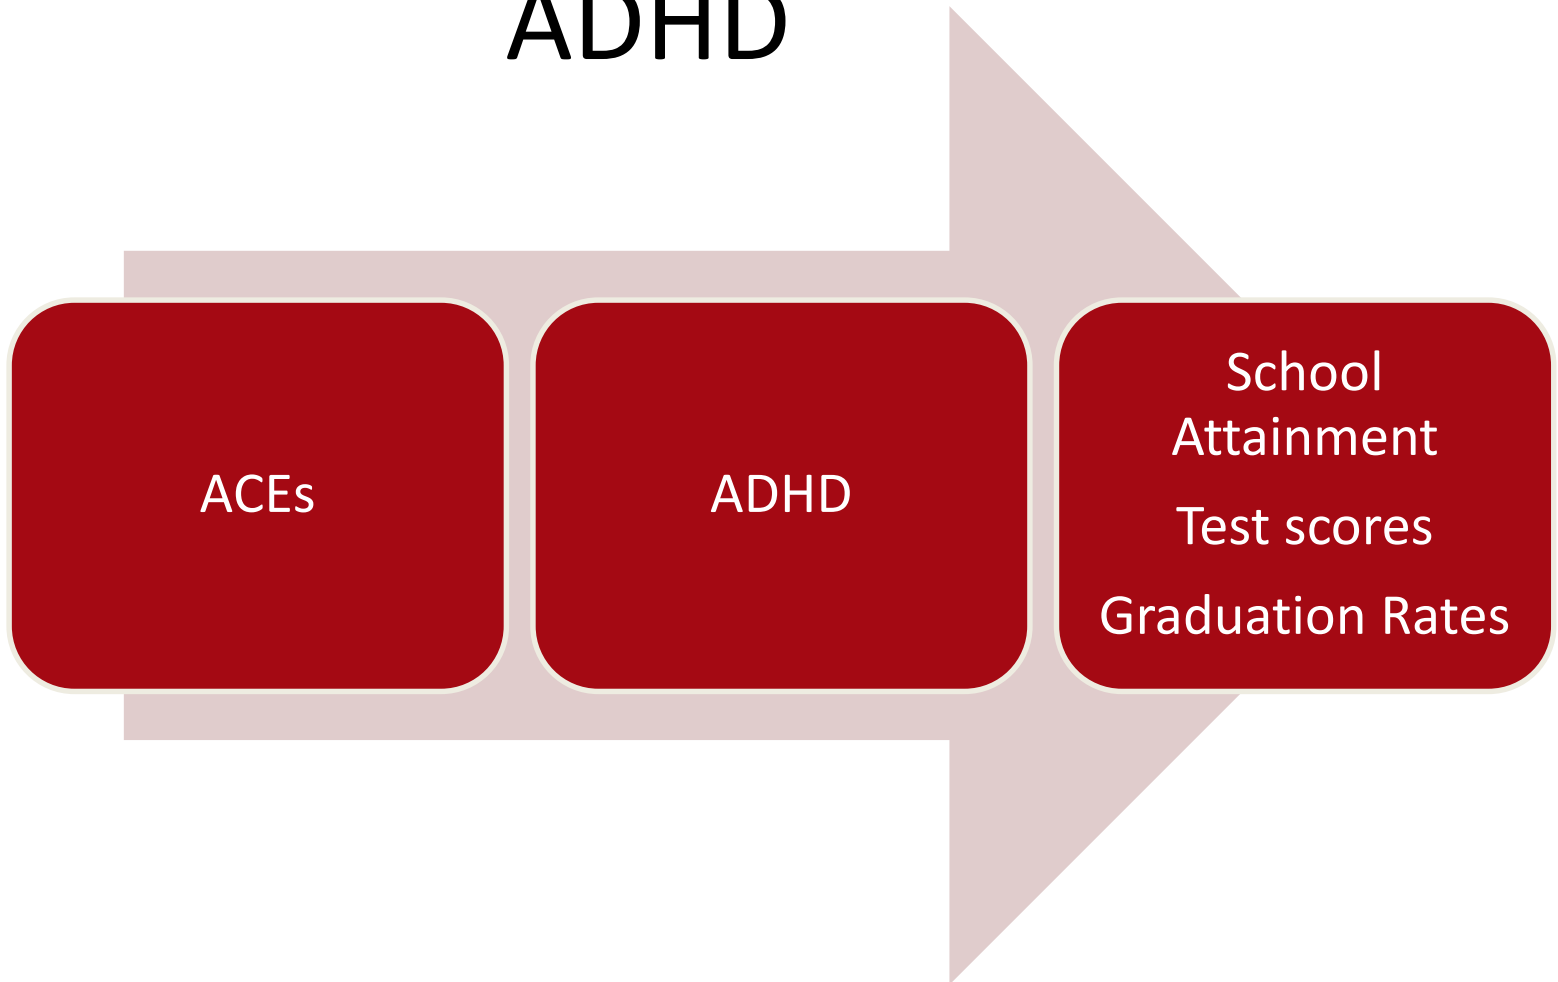 ADHD
ACEs
ADHD
School
Attainment
Test scores
Graduation Rates